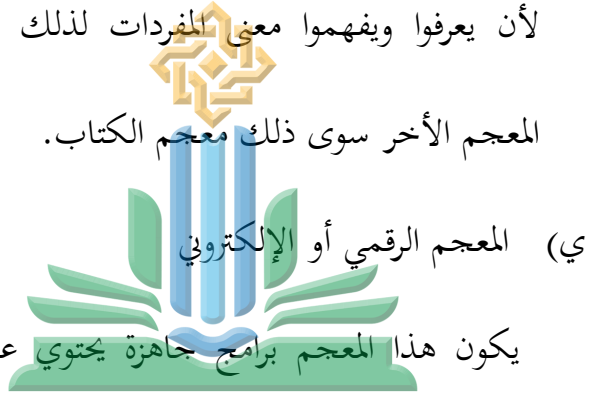 لأن يعرفوا ويفهموا معنى المفردات لذلك
المعجم الأخر سوى ذلك معجم الكتاب.
ي) المعجم الرقمي أو الإلكتروني
يكون هذا المعجم برامج جاهزة يحتوي